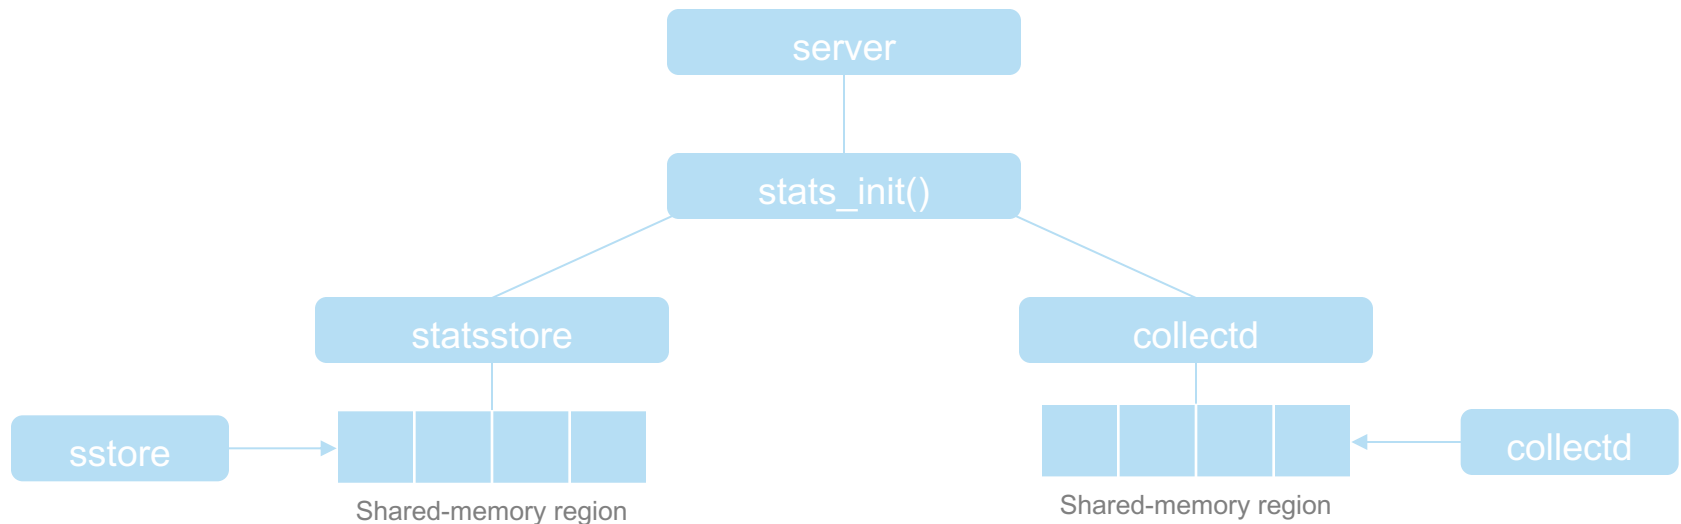 server
stats_init()
statsstore
collectd
sstore
collectd
Shared-memory region
Shared-memory region